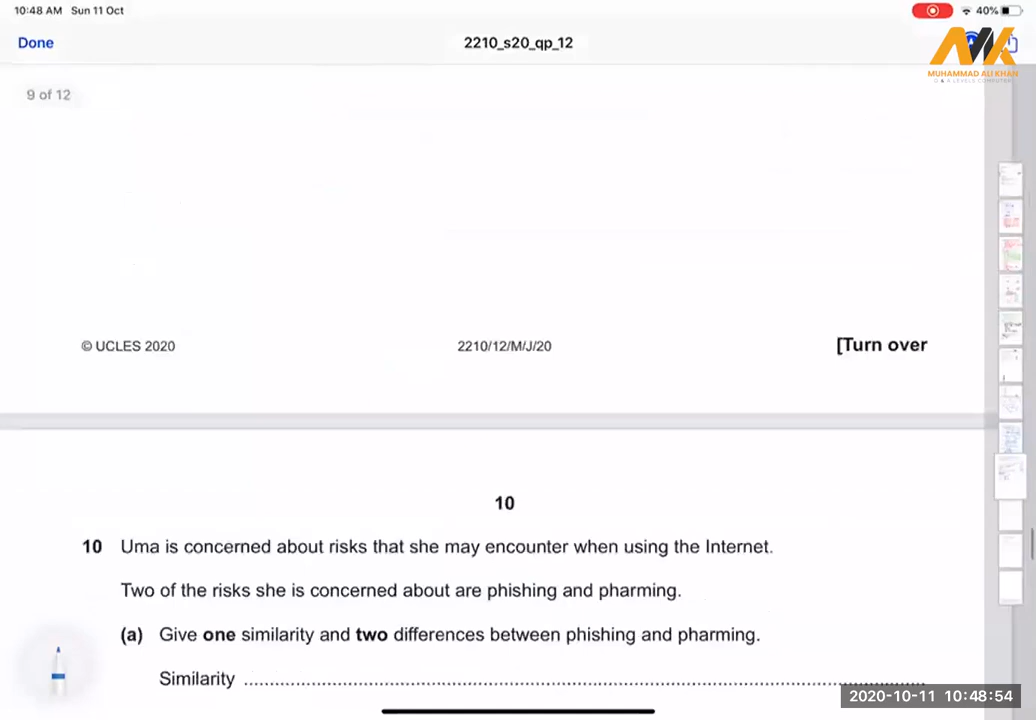 10:48 AM Sun 11 Oct
40%
Done
2210_s20_qp_12
MUHAMMAD ALI KHAN
O & A LEVELS COMPUTER
9 of 12
© UCLES 2020
2210/12/M/J/20
[Turn over
10
10 Uma is concerned about risks that she may encounter when using the Internet.
Two of the risks she is concerned about are phishing and pharming.
(a) Give one similarity and two differences between phishing and pharming.
Similarity ................................................................
2020-10-11 10:48:54